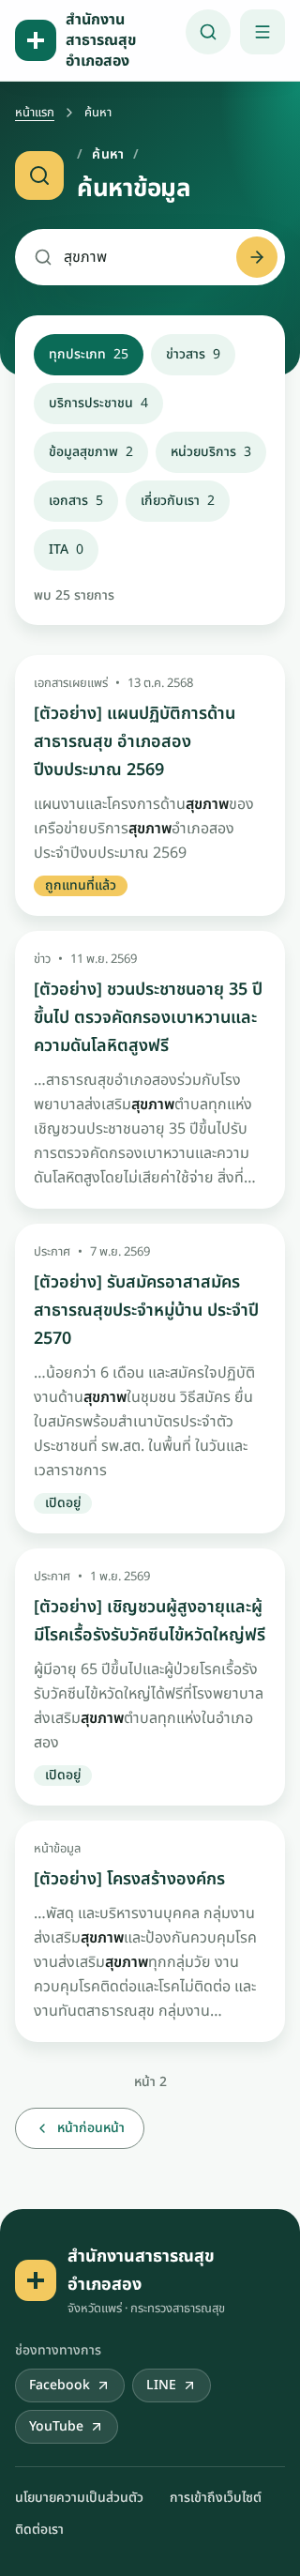 สำนักงาน
สาธารณสุข
อำเภอสอง
หน้าแรก > ค้นหา
/ ค้นหา /
ค้นหาข้อมูล
สุขภาพ
ทุกประเภท 25
ข่าวสาร 9
บริการประชาชน 4
ข้อมูลสุขภาพ 2
หน่วยบริการ 3
เอกสาร 5
เกี่ยวกับเรา 2
ITA 0
พบ 25 รายการ
เอกสารเผยแพร่ • 13 ต.ค. 2568
[ตัวอย่าง] แผนปฏิบัติการด้าน
สาธารณสุข อำเภอสอง
ปีงบประมาณ 2569
แผนงานและโครงการด้านสุขภาพของ
เครือข่ายบริการสุขภาพอำเภอสอง
ประจำปีงบประมาณ 2569
ถูกแทนที่แล้ว
ข่าว • 11 พ.ย. 2569
[ตัวอย่าง] ชวนประชาชนอายุ 35 ปี
ขึ้นไป ตรวจคัดกรองเบาหวานและ
ความดันโลหิตสูงฟรี
…สาธารณสุขอำเภอสองร่วมกับโรง
พยาบาลส่งเสริมสุขภาพตำบลทุกแห่ง
เชิญชวนประชาชนอายุ 35 ปีขึ้นไปรับ
การตรวจคัดกรองเบาหวานและความ
ดันโลหิตสูงโดยไม่เสียค่าใช้จ่าย สิ่งที่…
ประกาศ • 7 พ.ย. 2569
[ตัวอย่าง] รับสมัครอาสาสมัคร
สาธารณสุขประจำหมู่บ้าน ประจำปี
2570
…น้อยกว่า 6 เดือน และสมัครใจปฏิบัติ
งานด้านสุขภาพในชุมชน วิธีสมัคร ยื่น
ใบสมัครพร้อมสำเนาบัตรประจำตัว
ประชาชนที่ รพ.สต. ในพื้นที่ ในวันและ
เวลาราชการ
เปิดอยู่
ประกาศ • 1 พ.ย. 2569
[ตัวอย่าง] เชิญชวนผู้สูงอายุและผู้
มีโรคเรื้อรังรับวัคซีนไข้หวัดใหญ่ฟรี
ผู้มีอายุ 65 ปีขึ้นไปและผู้ป่วยโรคเรื้อรัง
รับวัคซีนไข้หวัดใหญ่ได้ฟรีที่โรงพยาบาล
ส่งเสริมสุขภาพตำบลทุกแห่งในอำเภอ
สอง
เปิดอยู่
หน้าข้อมูล
[ตัวอย่าง] โครงสร้างองค์กร
…พัสดุ และบริหารงานบุคคล กลุ่มงาน
ส่งเสริมสุขภาพและป้องกันควบคุมโรค
งานส่งเสริมสุขภาพทุกกลุ่มวัย งาน
ควบคุมโรคติดต่อและโรคไม่ติดต่อ และ
งานทันตสาธารณสุข กลุ่มงาน…
หน้า 2
หน้าก่อนหน้า
สำนักงานสาธารณสุข
อำเภอสอง
จังหวัดแพร่ · กระทรวงสาธารณสุข
ช่องทางทางการ
Facebook
LINE
YouTube
นโยบายความเป็นส่วนตัว
การเข้าถึงเว็บไซต์
ติดต่อเรา